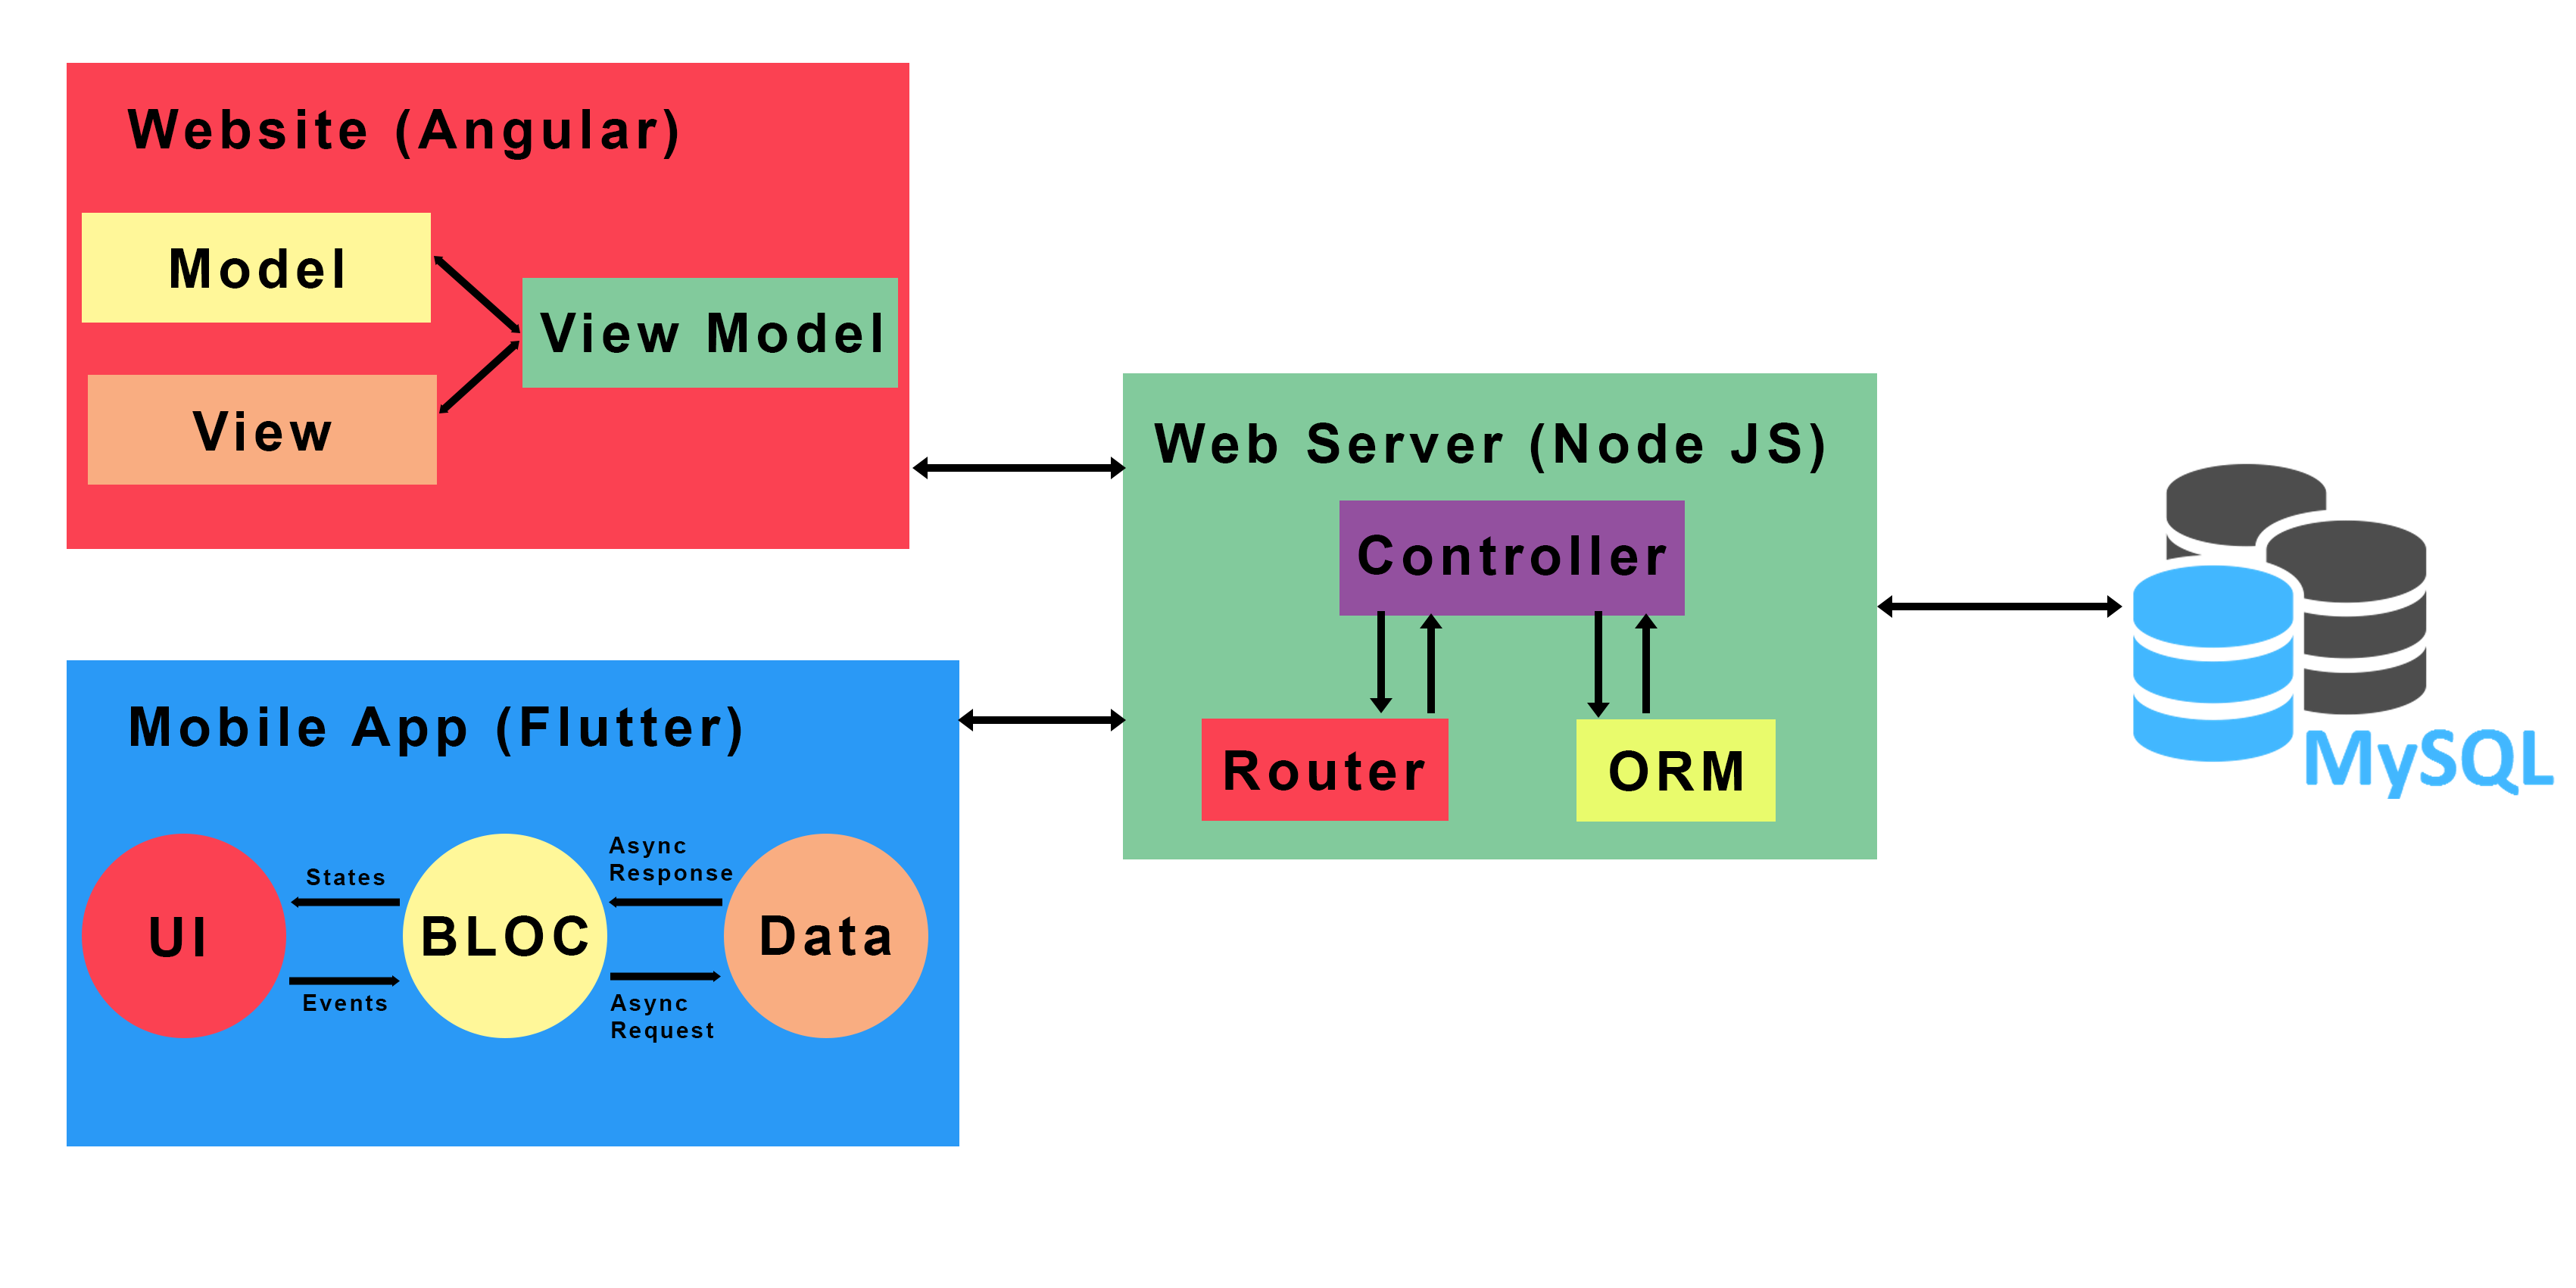 Website (Angular)
Model
View Model
View
Mobile App (Flutter)
UI
States
Events
BLOC
Async
Response
Async
Request
Data
Web Server (Node JS)
Controller
Router
ORM
MySQL